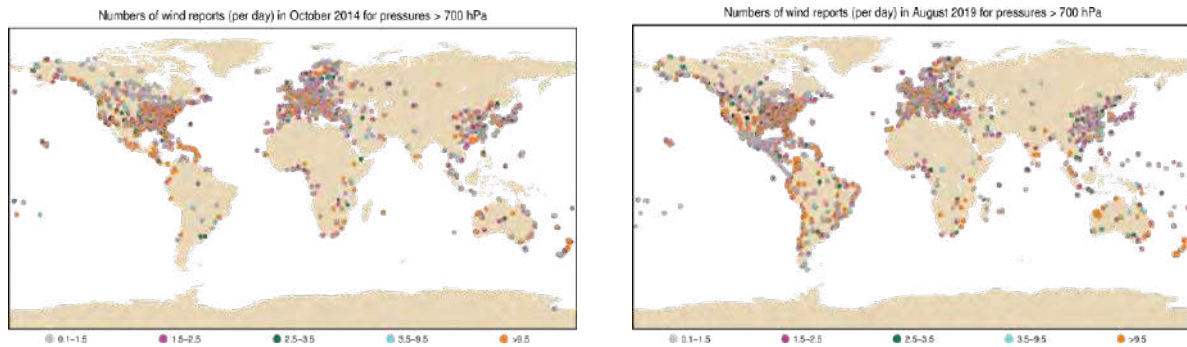 Numbers of wind reports (per day) in October 2014 for pressures > 700 hPa
0.1–1.5 1.5–2.5 2.5–3.5 3.5–9.5 >9.5
Numbers of wind reports (per day) in August 2019 for pressures > 700 hPa
0.1–1.5 1.5–2.5 2.5–3.5 3.5–9.5 >9.5